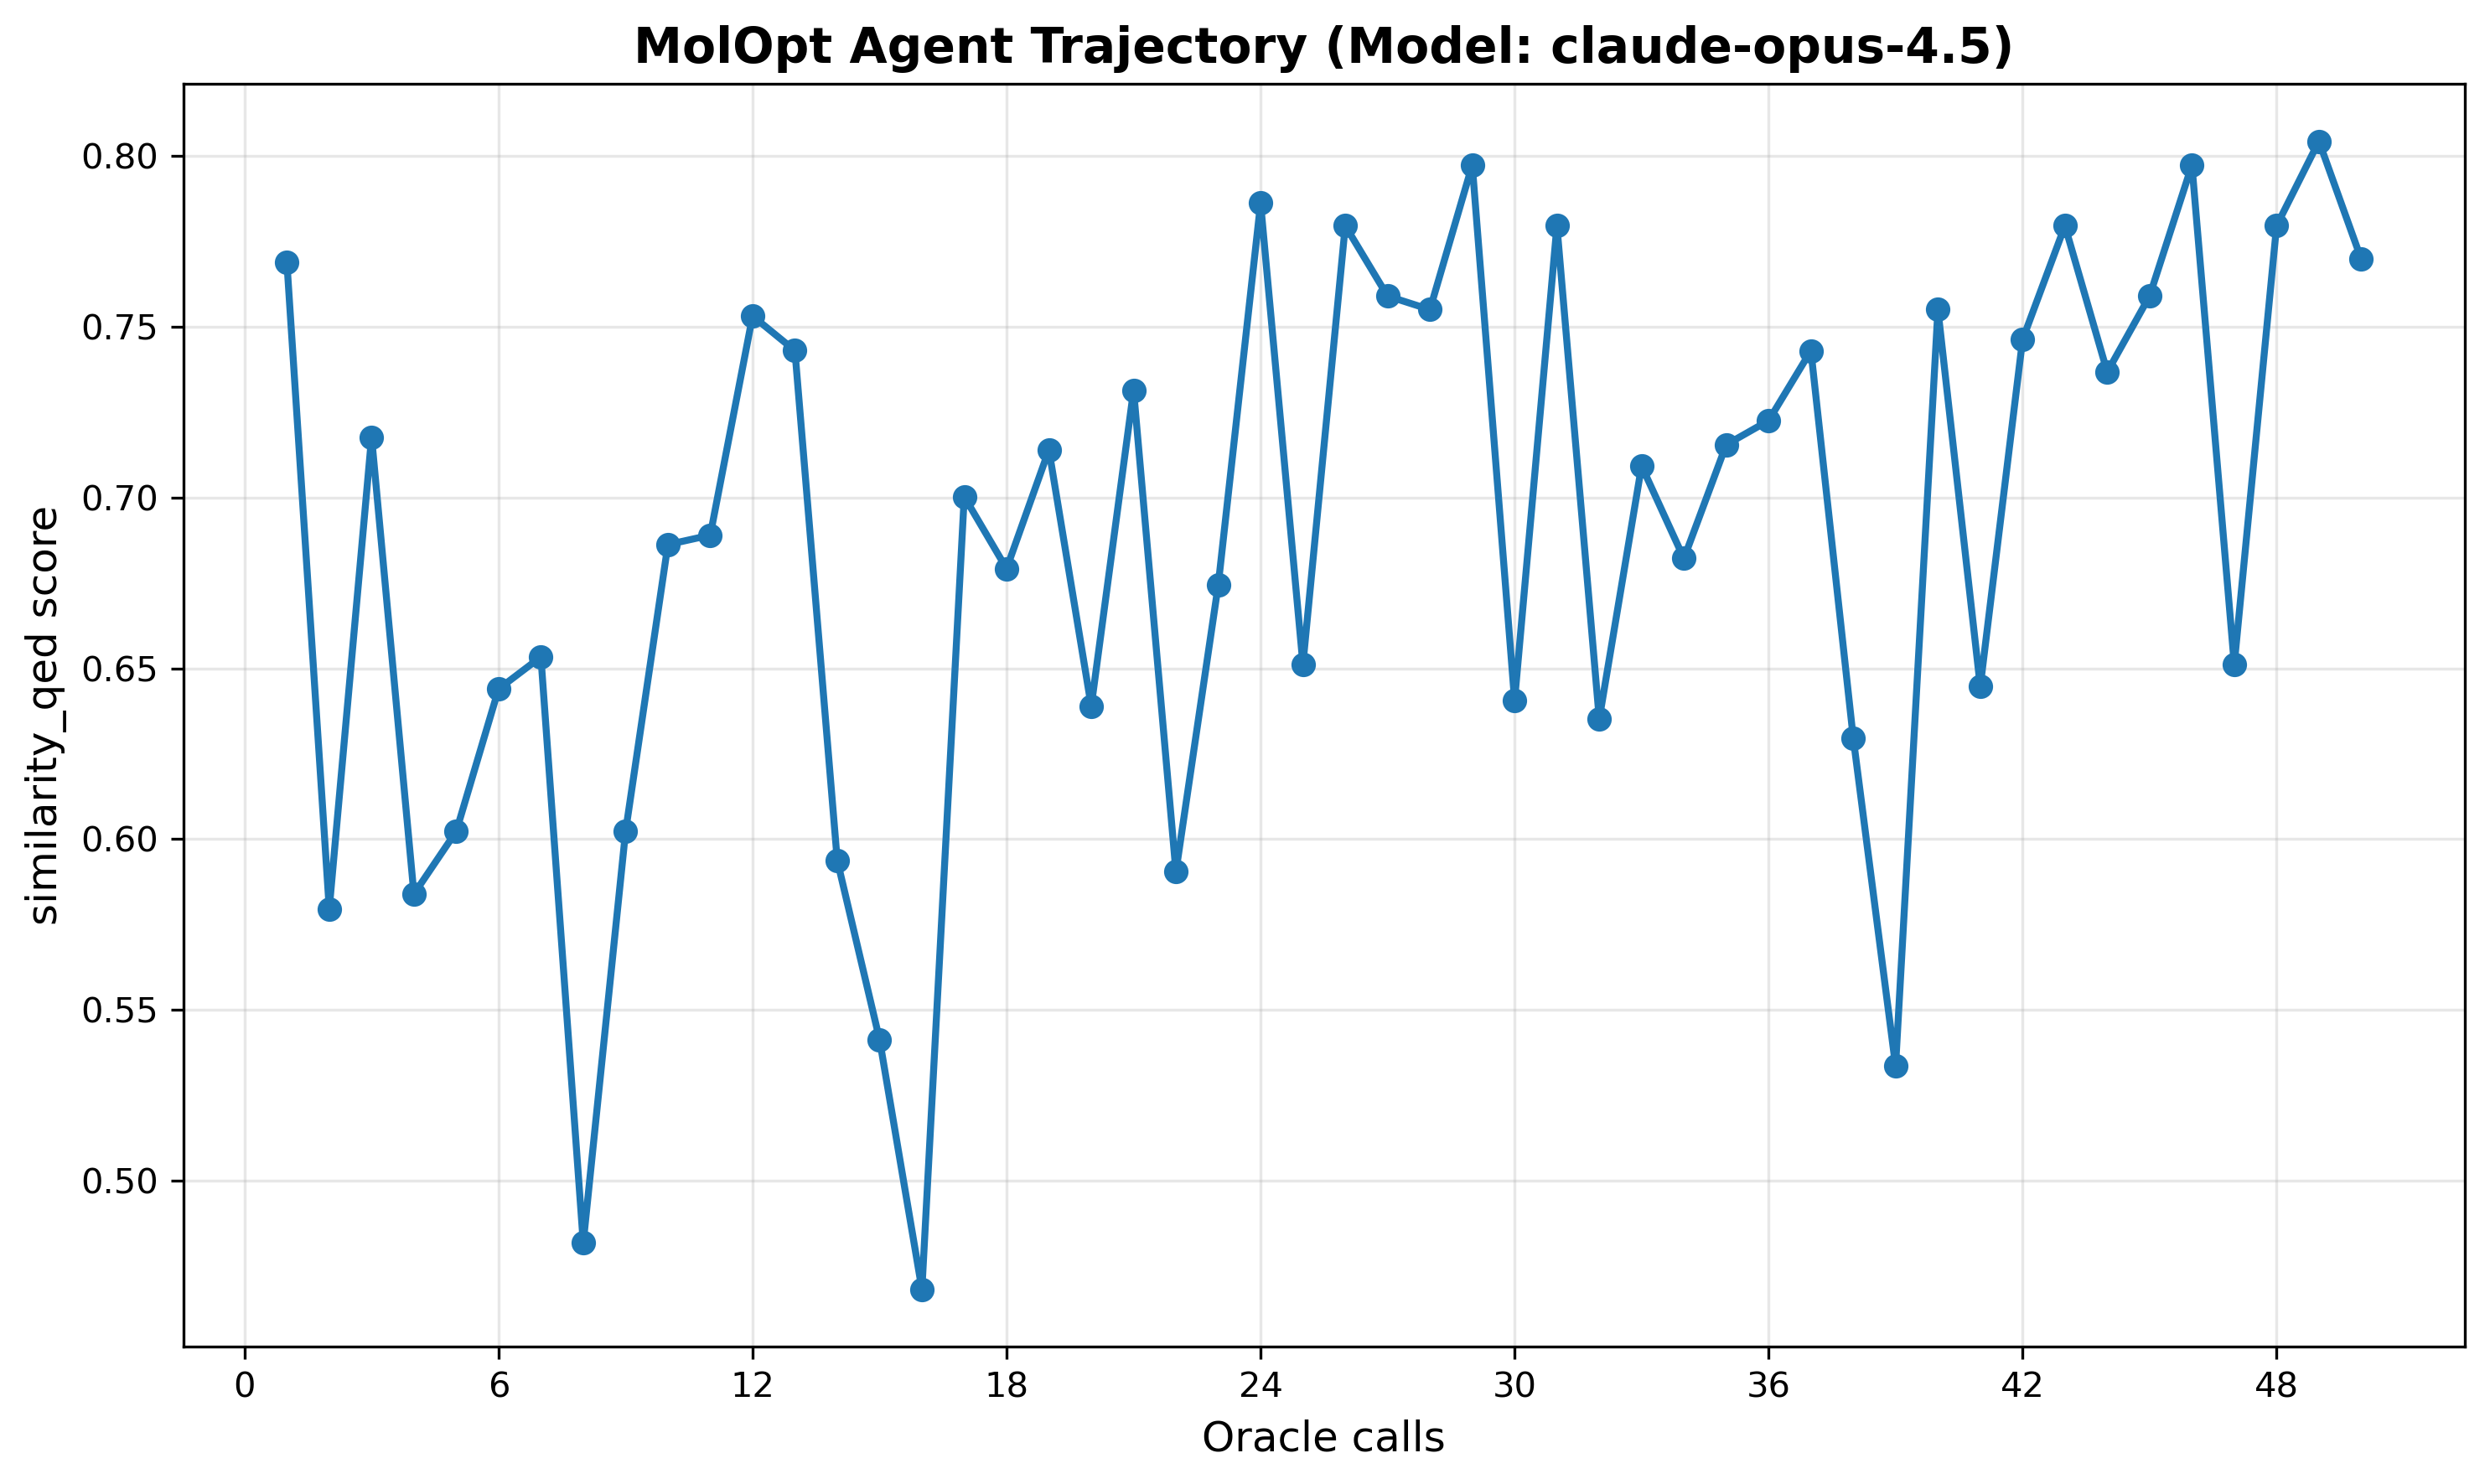 MolOpt Agent Trajectory (Model: claude-opus-4.5)
similarity_qed score
0.80
0.75
0.70
0.65
0.60
0.55
0.50
0 6 12 18 24 30 36 42 48
Oracle calls